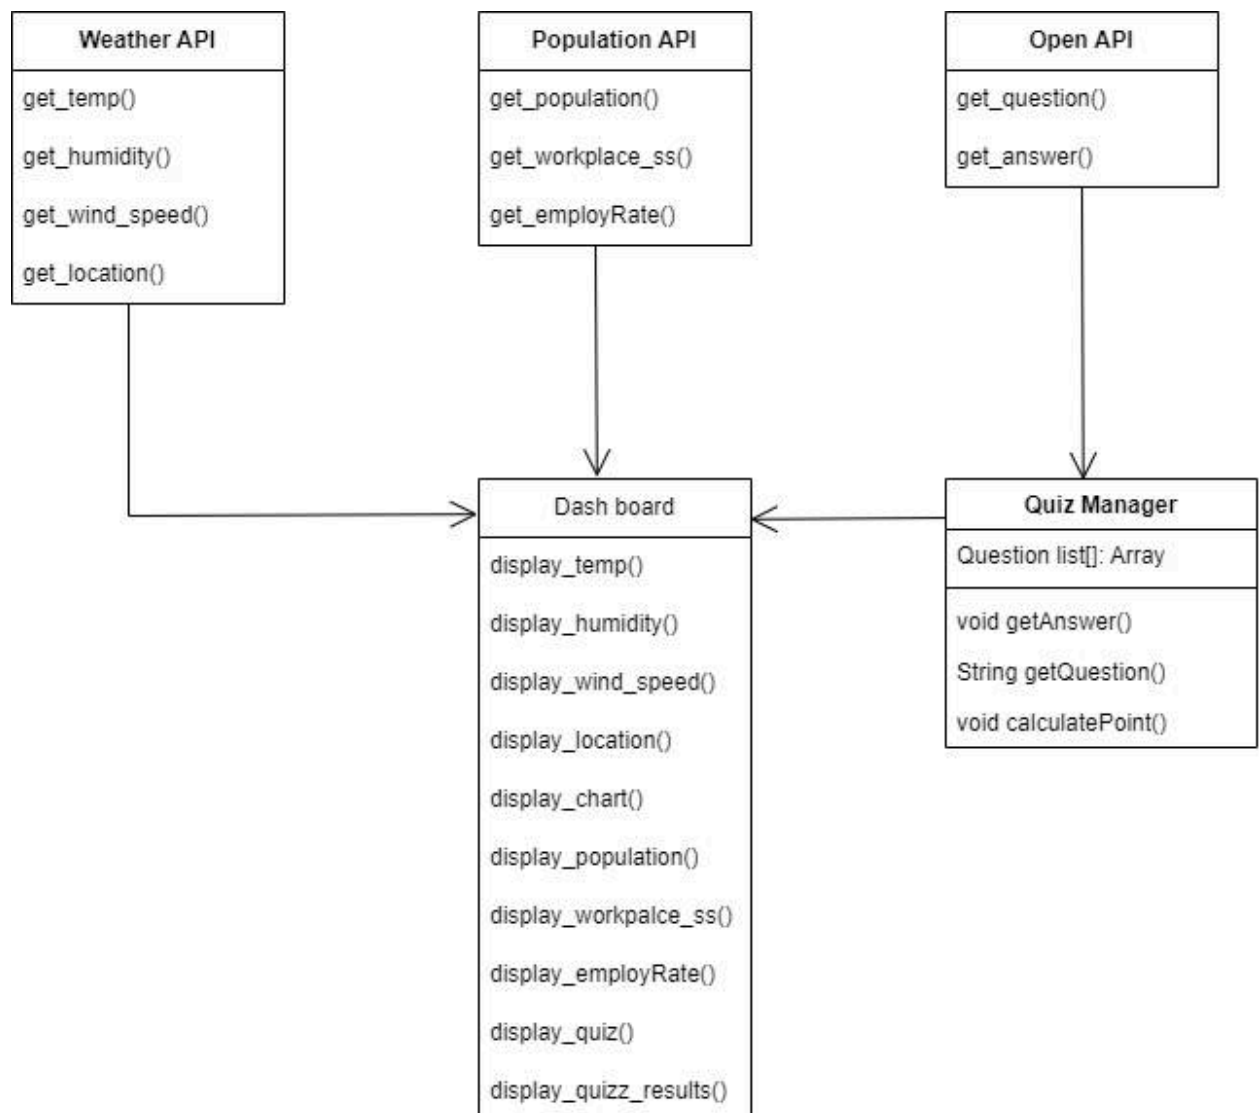 Weather API
get_temp()
get_humidity()
get_wind_speed()
get_location()
Population API
get_population()
get_workplace_ss()
get_employRate()
Open API
get_question()
get_answer()
Dash board
display_temp()
display_humidity()
display_wind_speed()
display_location()
display_chart()
display_population()
display_workpalce_ss()
display_employRate()
display_quiz()
display_quizz_results()
Quiz Manager
Question list[]: Array
void getAnswer()
String getQuestion()
void calculatePoint()